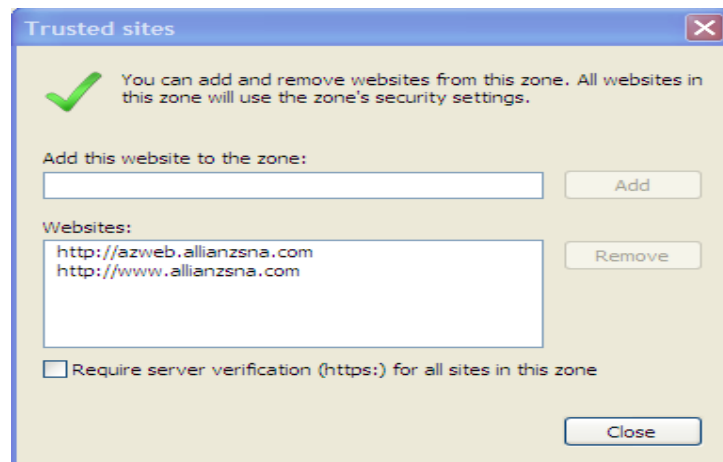 Trusted sites
You can add and remove websites from this zone. All websites in
this zone will use the zone's security settings.
Add this website to the zone:
Add
Websites:
http://azweb.allianzsna.com
http://www.allianzsna.com
Remove
Require server verification (https:) for all sites in this zone
Close